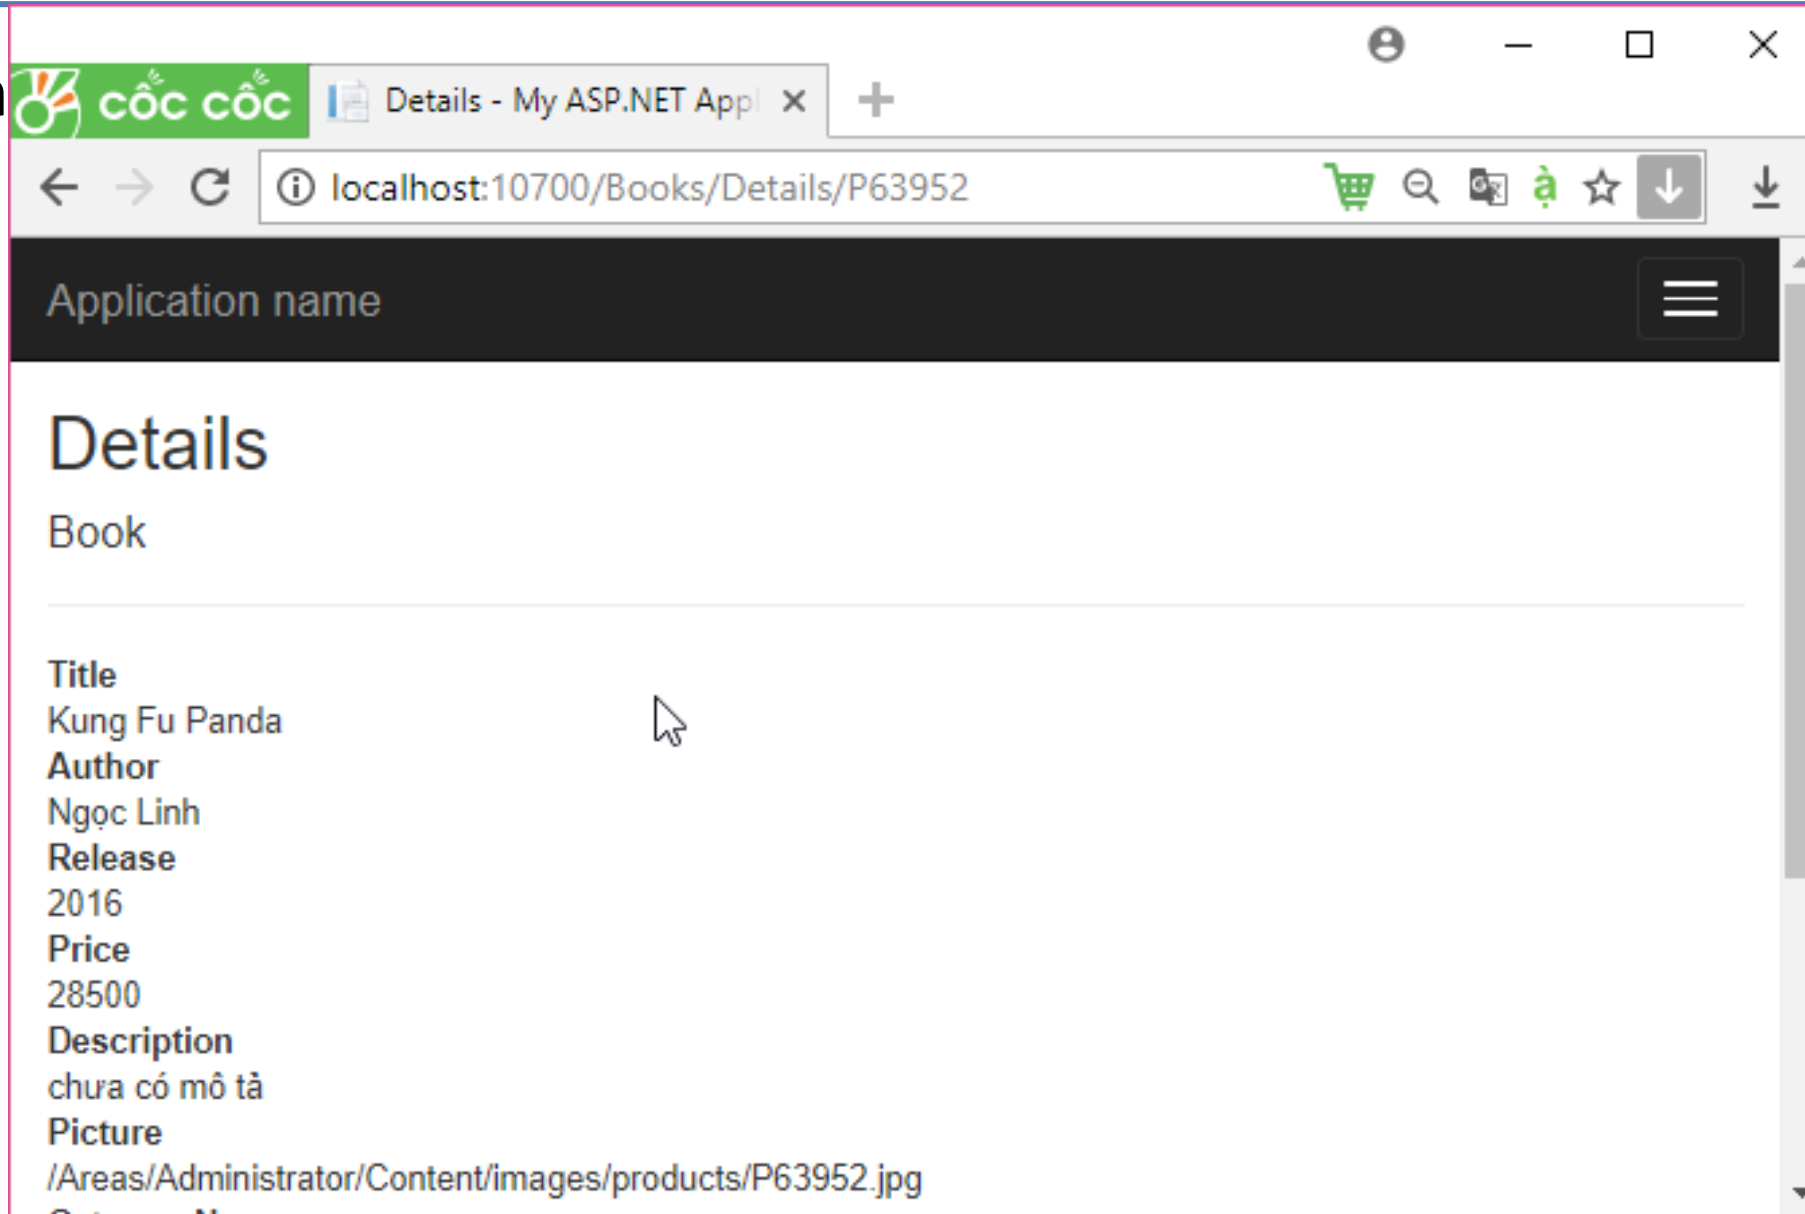 cốc cốc
Details - My ASP.NET Appl
localhost:10700/Books/Details/P63952
Application name
Details
Book
Title
Kung Fu Panda
Author
Ngọc Linh
Release
2016
Price
28500
Description
chưa có mô tả
Picture
/Areas/Administrator/Content/images/products/P63952.jpg